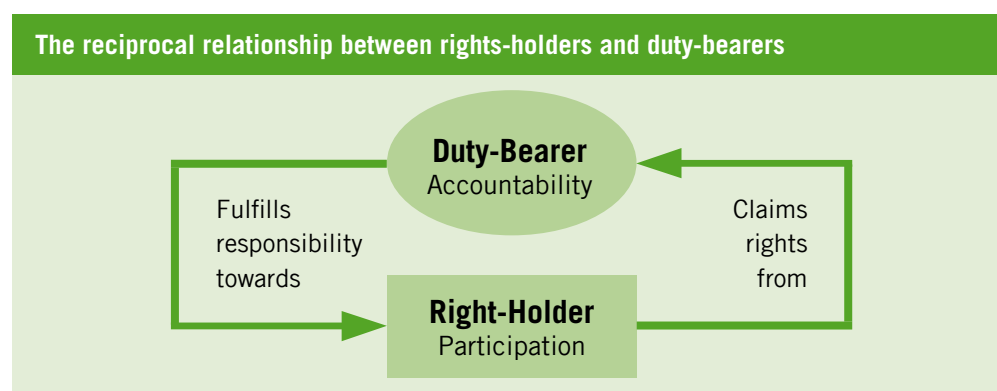 The reciprocal relationship between rights-holders and duty-bearers
Duty-Bearer
Accountability
Fulfills
responsibility
towards
Claims
rights
from
Right-Holder
Participation